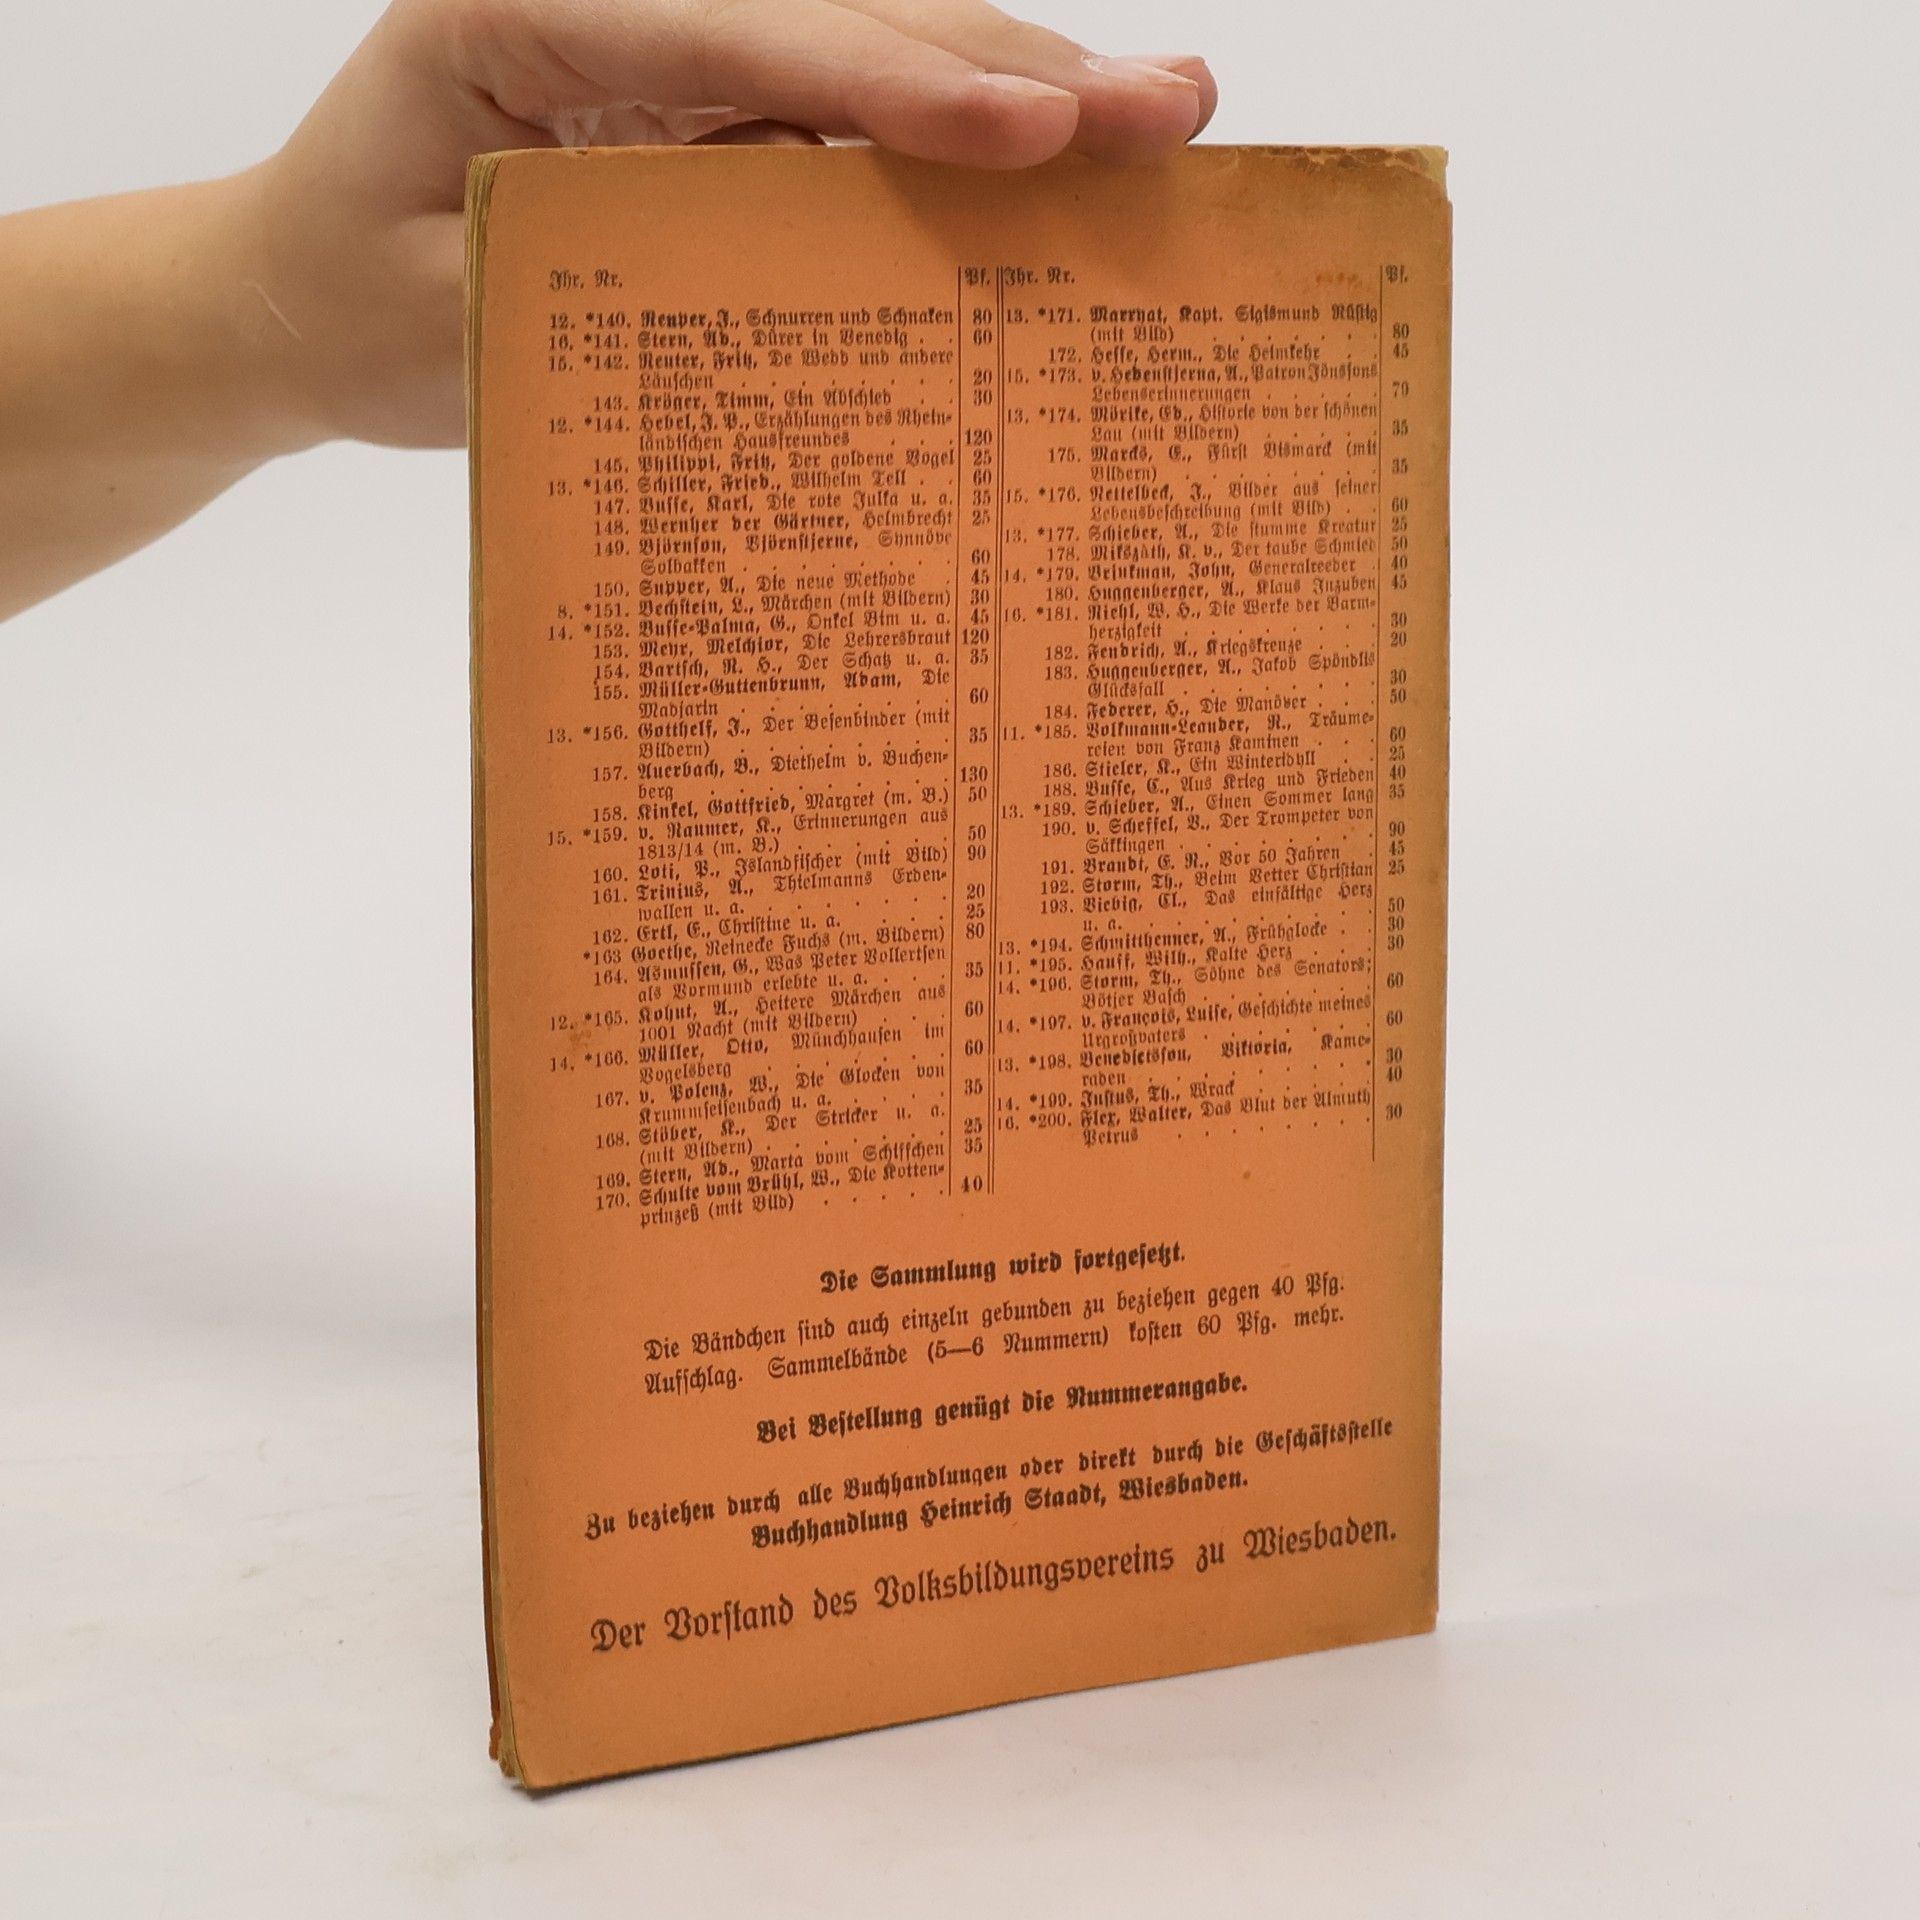 Ihr. Nr. Pf.
12. *140. Reuper, J., Schnurren und Schnaken 80
16. *141. Stern, Ad., Dürer in Venedig . . 60
15. *142. Reuter, Fritz, De Wedd und andere
Läuschen . . . . . . . . 20
143. Kröger, Timm, Ein Abschied . . 30
12. *144. Hebel, J. P., Erzählungen des Rhein-
ländischen Hausfreundes . . . 120
145. Philippi, Fritz, Der goldene Vogel 25
13. *146. Schiller, Fried., Wilhelm Tell . . 60
147. Busse, Karl, Die rote Julka u. a. 35
148. Wernher der Gärtner, Helmbrecht 25
149. Björnson, Björnstjerne, Synnöve
Solbakken . . . . . . . 60
150. Supper, A., Die neue Methode . 45
8. *151. Bechstein, L., Märchen (mit Bildern) 30
14. *152. Busse-Palma, G., Onkel Bim u. a. 45
153. Meyr, Melchior, Die Lehrersbraut 120
154. Bartsch, R. H., Der Schatz u. a. 35
155. Müller-Guttenbrunn, Adam, Die
Madjarin . . . . . . . 60
13. *156. Gotthelf, J., Der Besenbinder (mit
Bildern) . . . . . . . 35
157. Auerbach, B., Diethelm v. Buchen-
berg . . . . . . . . 130
158. Kinkel, Gottfried, Margret (m. B.) 50
15. *159. v. Raumer, K., Erinnerungen aus
1813/14 (m. B.) . . . . . 50
160. Loti, P., Islandfischer (mit Bild) 90
161. Trinius, A., Thielmanns Erden-
wallen u. a. . . . . . . 20
162. Ertl, E., Christine u. a. . . . 25
*163 Goethe, Reinecke Fuchs (m. Bildern) 80
164. Asmussen, G., Was Peter Vollertsen
als Vormund erlebte u. a. . . . 35
12. *165. Kohut, A., Heitere Märchen aus
1001 Nacht (mit Bildern) . . . 60
14. *166. Müller, Otto, Münchhausen im
Vogelsberg . . . . . . 60
167. v. Polenz, W., Die Glocken von
Krummseifenbach u. a. . . . . 35
168. Stöber, K., Der Stricker u. a.
(mit Bildern) . . . . . . 25
169. Stern, Ad., Marta vom Schiffchen 35
170. Schulte vom Brühl, W., Die Kotten-
prinzeß (mit Bild) . . . . . 40
Ihr. Nr. Pf.
13. *171. Marryat, Kapt. Sigismund Rüstig
(mit Bild) . . . . . . . 80
172. Hesse, Herm., Die Heimkehr . . 45
15. *173. v. Hedenstjerna, A., Patron Jönssons
Lebenserinnerungen . . . . . 70
13. *174. Mörike, Ed., Historie von der schönen
Lau (mit Bildern) . . . . . 35
175. Marcks, E., Fürst Bismarck (mit
Bildern) . . . . . . . 35
15. *176. Nettelbeck, J., Bilder aus seiner
Lebensbeschreibung (mit Bild) . . 60
13. *177. Schieber, A., Die stumme Kreatur 25
178. Mikszáth, K. v., Der taube Schmied 50
14. *179. Brinkman, John, Generalreeder . 40
180. Huggenberger, A., Klaus Inzuben 45
16. *181. Riehl, W. H., Die Werke der Barm-
herzigkeit . . . . . . . 30
182. Fendrich, A., Kriegskreuze . . . 20
183. Huggenberger, A., Jakob Spöndlis
Glücksfall . . . . . . . 30
184. Federer, H., Die Manöver . . . 50
11. *185. Volkmann-Leander, R., Träume-
reien von Franz Kaminen . . . 60
186. Stieler, K., Ein Winteridyll . . 25
188. Busse, C., Aus Krieg und Frieden 40
13. *189. Schieber, A., Einen Sommer lang 35
190. v. Scheffel, V., Der Trompeter von
Säkkingen . . . . . . . 90
191. Brandt, E. R., Vor 50 Jahren . 45
192. Storm, Th., Beim Vetter Christian 25
193. Viebig, Cl., Das einfältige Herz
u. a. . . . . . . . . 50
13. *194. Schmitthenner, A., Frühglocke . . 30
11. *195. Hauff, Wilh., Kalte Herz . . . 30
14. *196. Storm, Th., Söhne des Senators;
Bötjer Basch . . . . . . 60
14. *197. v. François, Luise, Geschichte meines
Urgroßvaters . . . . . . 60
13. *198. Benedictsson, Viktoria, Kame-
raden . . . . . . . . 30
14. *199. Justus, Th., Wrack . . . . 40
16. *200. Flex, Walter, Das Blut der Almuth
Petrus . . . . . . . 30
Die Sammlung wird fortgesetzt.
Die Bändchen sind auch einzeln gebunden zu beziehen gegen 40 Pfg.
Aufschlag. Sammelbände (5—6 Nummern) kosten 60 Pfg. mehr.
Bei Bestellung genügt die Nummerangabe.
Zu beziehen durch alle Buchhandlungen oder direkt durch die Geschäftsstelle
Buchhandlung Heinrich Staadt, Wiesbaden.
Der Vorstand des Volksbildungsvereins zu Wiesbaden.